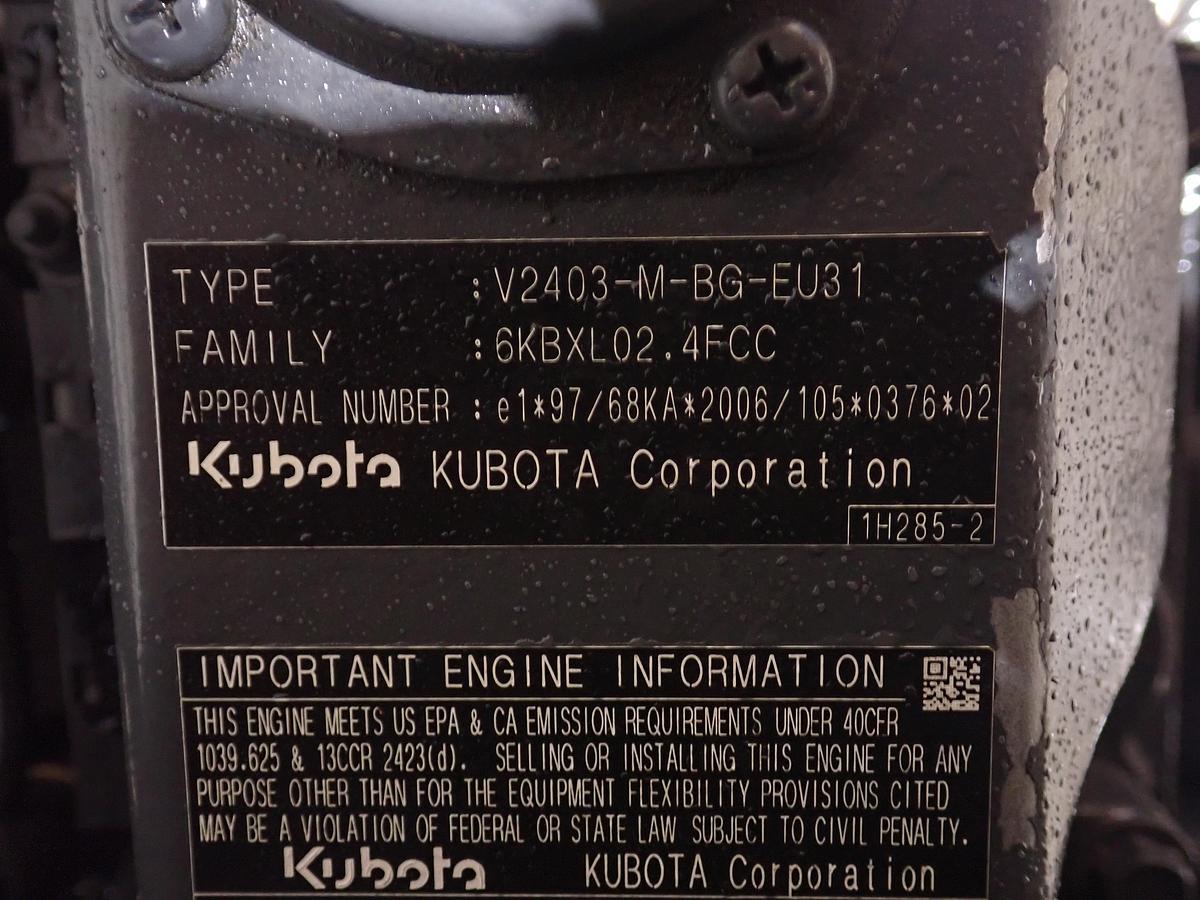 TYPE : V2403-M-BG-EU31
FAMILY : 6KBXL02.4FCC
APPROVAL NUMBER : e1*97/68KA*2006/105*0376*02
Kubota KUBOTA Corporation
1H285-2
IMPORTANT ENGINE INFORMATION
THIS ENGINE MEETS US EPA & CA EMISSION REQUIREMENTS UNDER 40CFR
1039.625 & 13CCR 2423(d). SELLING OR INSTALLING THIS ENGINE FOR ANY
PURPOSE OTHER THAN FOR THE EQUIPMENT FLEXIBILITY PROVISIONS CITED
MAY BE A VIOLATION OF FEDERAL OR STATE LAW SUBJECT TO CIVIL PENALTY.
Kubota KUBOTA Corporation